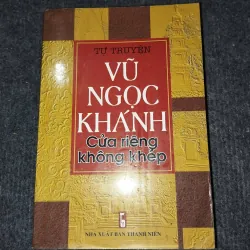 TỰ TRUYỆN
VŨ
NGỌC
KHÁNH
Cửa riêng
không khép
NHÀ XUẤT BẢN THANH NIÊN